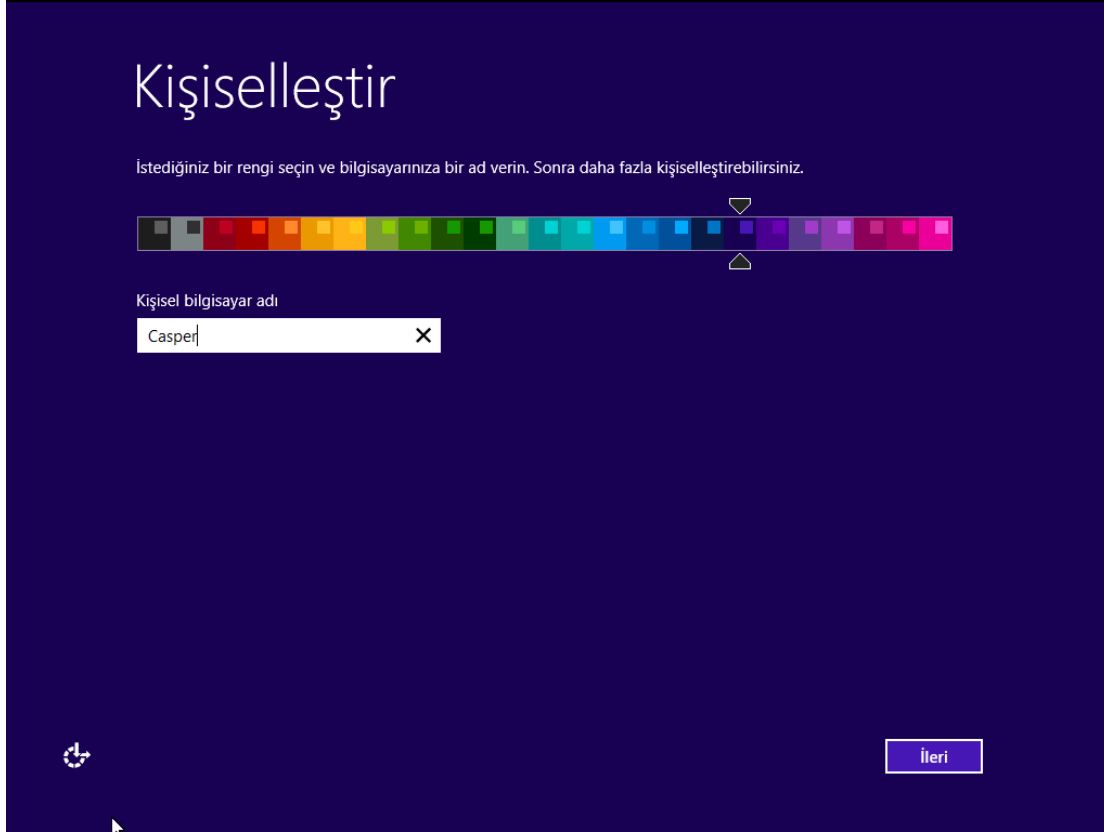 Kişiselleştir
İstediğiniz bir rengi seçin ve bilgisayarınıza bir ad verin. Sonra daha fazla kişiselleştirebilirsiniz.
Kişisel bilgisayar adı
Casper
İleri